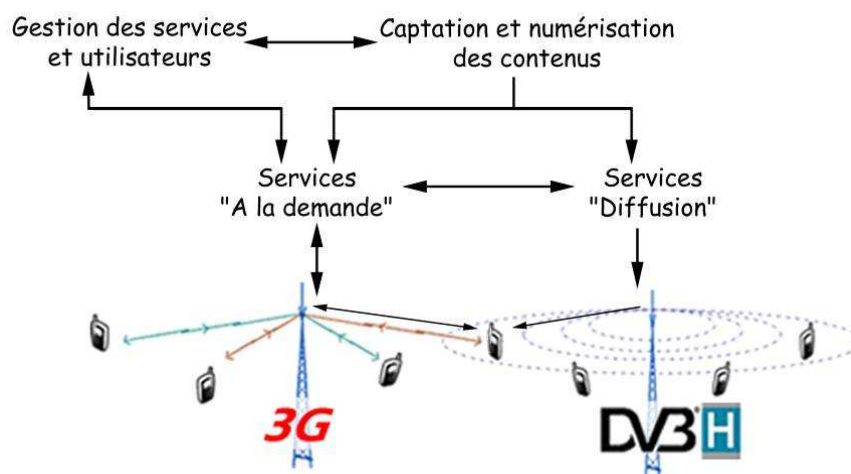 Gestion des services
et utilisateurs
Captation et numérisation
des contenus
Services
"A la demande"
Services
"Diffusion"
3G
DVB H